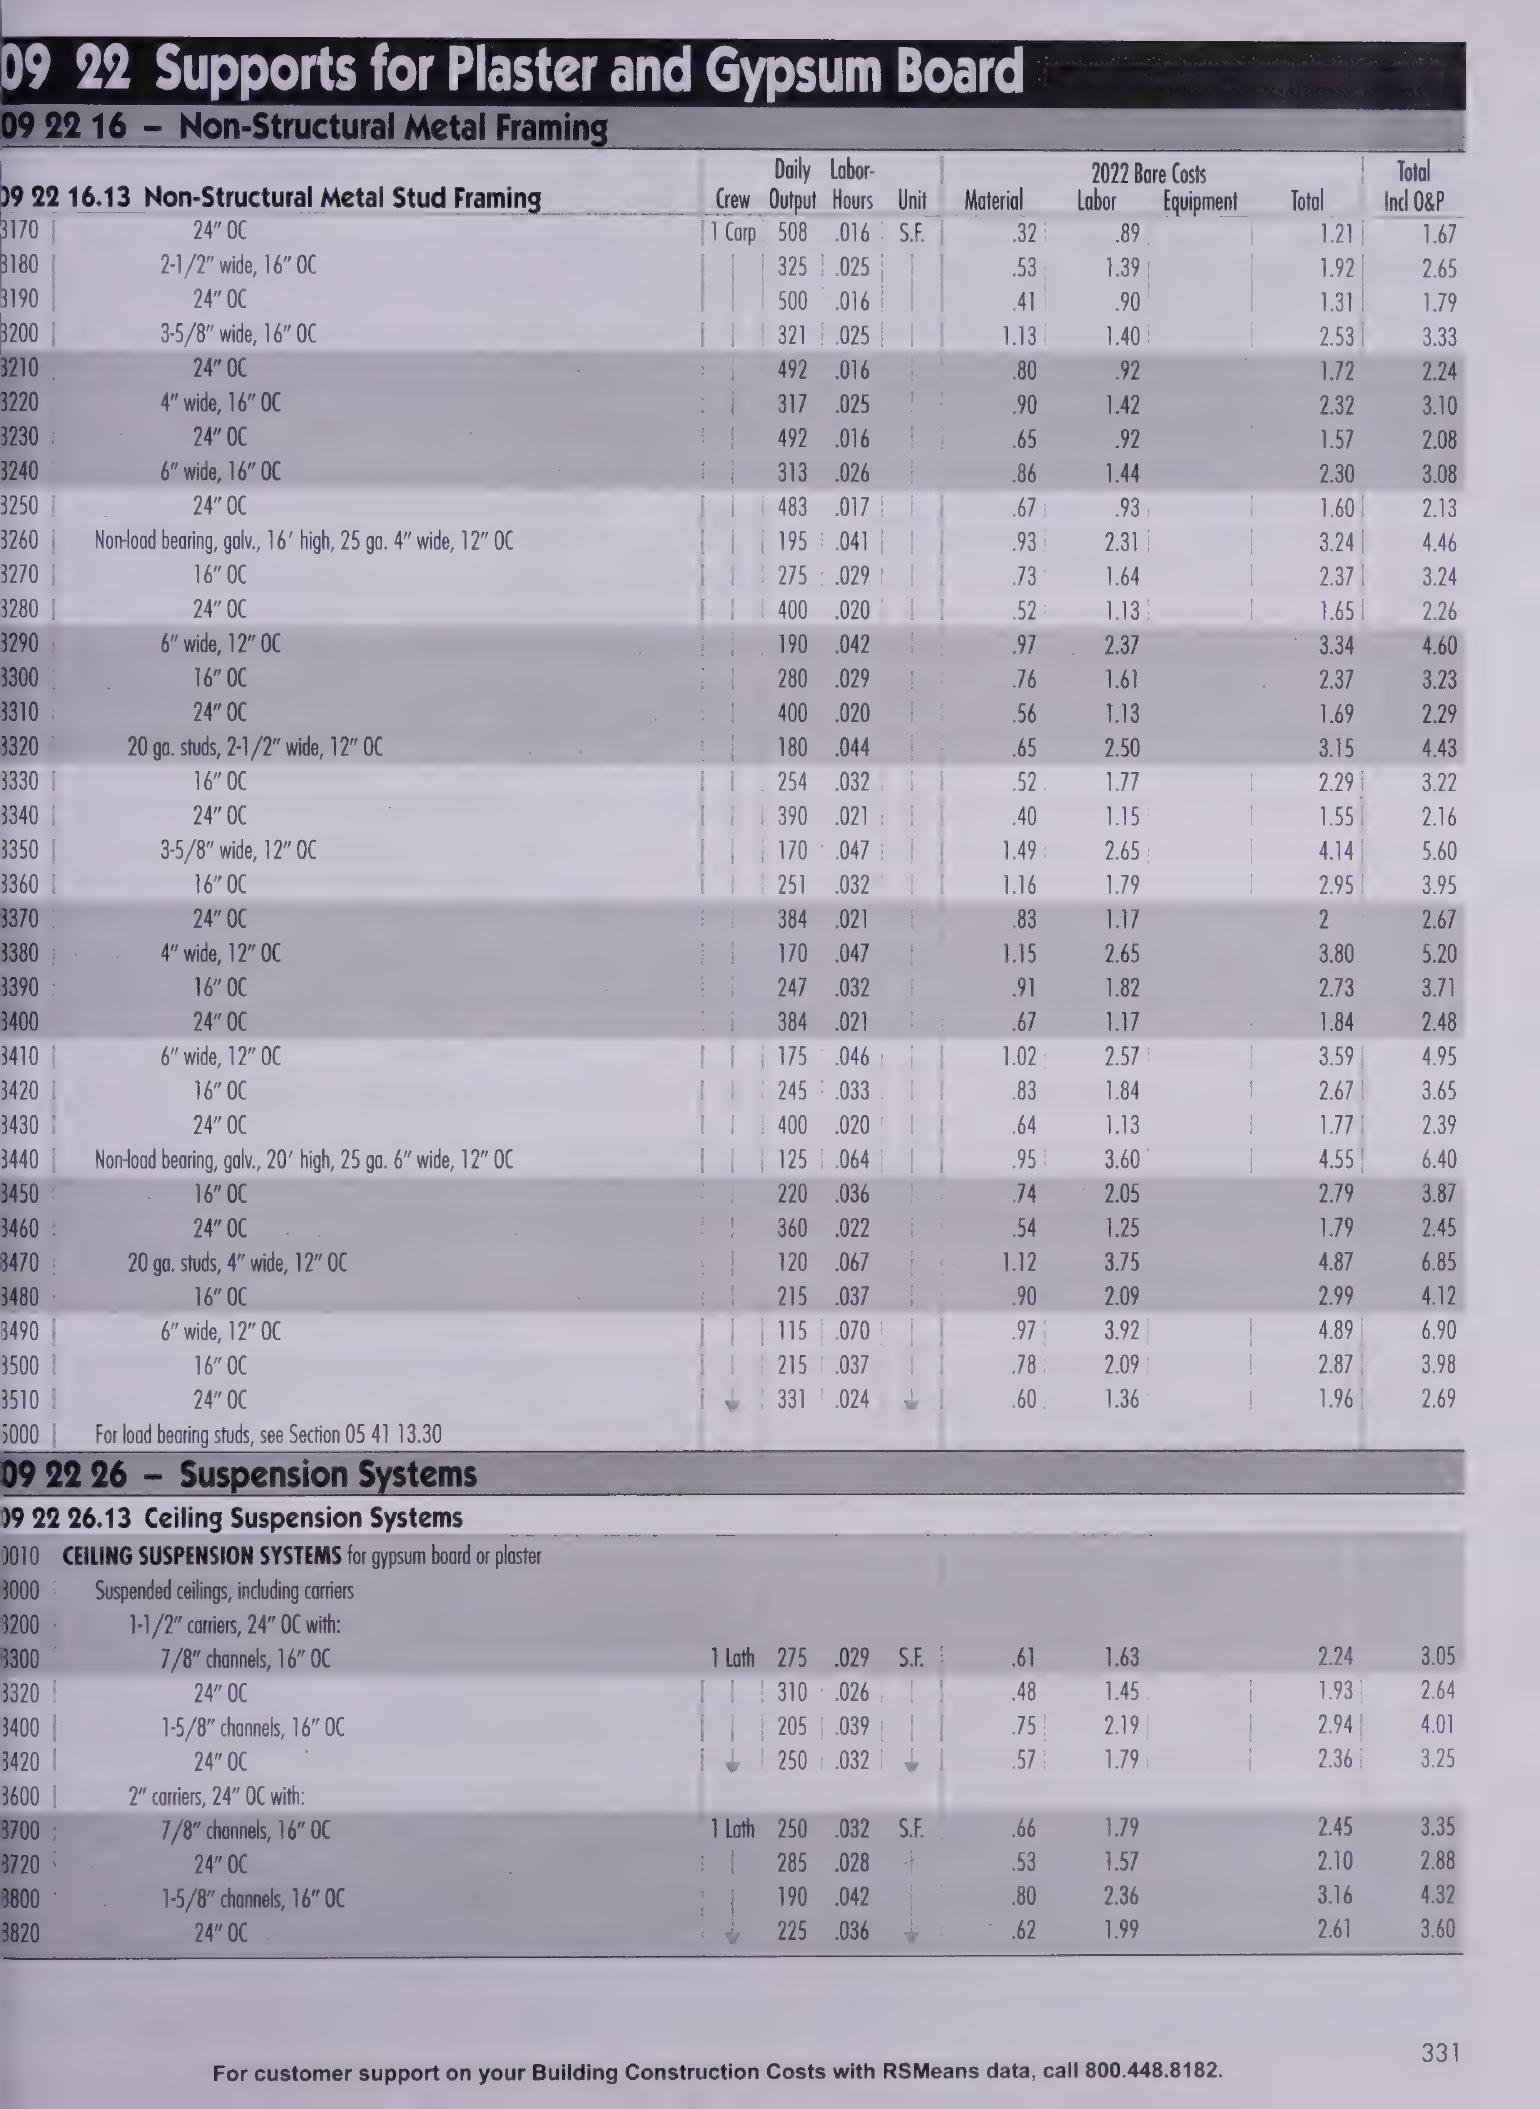 09 22 Supports for Plaster and Gypsum Board
09 22 16 – Non-Structural Metal Framing
Daily Labor- 2022 Bare Costs Total
09 22 16.13 Non-Structural Metal Stud Framing Crew Output Hours Unit Material Labor Equipment Total Incl O&P
3170 24" OC 1 Carp 508 .016 S.F. .32 .89 1.21 1.67
3180 2-1/2" wide, 16" OC 325 .025 .53 1.39 1.92 2.65
3190 24" OC 500 .016 .41 .90 1.31 1.79
3200 3-5/8" wide, 16" OC 321 .025 1.13 1.40 2.53 3.33
3210 24" OC 492 .016 .80 .92 1.72 2.24
3220 4" wide, 16" OC 317 .025 .90 1.42 2.32 3.10
3230 24" OC 492 .016 .65 .92 1.57 2.08
3240 6" wide, 16" OC 313 .026 .86 1.44 2.30 3.08
3250 24" OC 483 .017 .67 .93 1.60 2.13
3260 Non-load bearing, galv., 16' high, 25 ga. 4" wide, 12" OC 195 .041 .93 2.31 3.24 4.46
3270 16" OC 275 .029 .73 1.64 2.37 3.24
3280 24" OC 400 .020 .52 1.13 1.65 2.26
3290 6" wide, 12" OC 190 .042 .97 2.37 3.34 4.60
3300 16" OC 280 .029 .76 1.61 2.37 3.23
3310 24" OC 400 .020 .56 1.13 1.69 2.29
3320 20 ga. studs, 2-1/2" wide, 12" OC 180 .044 .65 2.50 3.15 4.43
3330 16" OC 254 .032 .52 1.77 2.29 3.22
3340 24" OC 390 .021 .40 1.15 1.55 2.16
3350 3-5/8" wide, 12" OC 170 .047 1.49 2.65 4.14 5.60
3360 16" OC 251 .032 1.16 1.79 2.95 3.95
3370 24" OC 384 .021 .83 1.17 2 2.67
3380 4" wide, 12" OC 170 .047 1.15 2.65 3.80 5.20
3390 16" OC 247 .032 .91 1.82 2.73 3.71
3400 24" OC 384 .021 .67 1.17 1.84 2.48
3410 6" wide, 12" OC 175 .046 1.02 2.57 3.59 4.95
3420 16" OC 245 .033 .83 1.84 2.67 3.65
3430 24" OC 400 .020 .64 1.13 1.77 2.39
3440 Non-load bearing, galv., 20' high, 25 ga. 6" wide, 12" OC 125 .064 .95 3.60 4.55 6.40
3450 16" OC 220 .036 .74 2.05 2.79 3.87
3460 24" OC 360 .022 .54 1.25 1.79 2.45
3470 20 ga. studs, 4" wide, 12" OC 120 .067 1.12 3.75 4.87 6.85
3480 16" OC 215 .037 .90 2.09 2.99 4.12
3490 6" wide, 12" OC 115 .070 .97 3.92 4.89 6.90
3500 16" OC 215 .037 .78 2.09 2.87 3.98
3510 24" OC 331 .024 .60 1.36 1.96 2.69
5000 For load bearing studs, see Section 05 41 13.30
09 22 26 – Suspension Systems
09 22 26.13 Ceiling Suspension Systems
0010 CEILING SUSPENSION SYSTEMS for gypsum board or plaster
3000 Suspended ceilings, including carriers
3200 1-1/2" carriers, 24" OC with:
3300 7/8" channels, 16" OC 1 Lath 275 .029 S.F. .61 1.63 2.24 3.05
3320 24" OC 310 .026 .48 1.45 1.93 2.64
3400 1-5/8" channels, 16" OC 205 .039 .75 2.19 2.94 4.01
3420 24" OC 250 .032 .57 1.79 2.36 3.25
3600 2" carriers, 24" OC with:
3700 7/8" channels, 16" OC 1 Lath 250 .032 S.F. .66 1.79 2.45 3.35
3720 24" OC 285 .028 .53 1.57 2.10 2.88
3800 1-5/8" channels, 16" OC 190 .042 .80 2.36 3.16 4.32
3820 24" OC 225 .036 .62 1.99 2.61 3.60
For customer support on your Building Construction Costs with RSMeans data, call 800.448.8182.
331